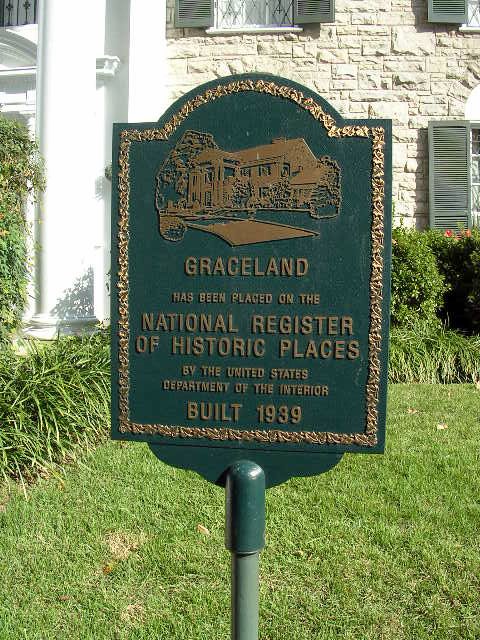 GRACELAND
HAS BEEN PLACED ON THE
NATIONAL REGISTER
OF HISTORIC PLACES
BY THE UNITED STATES
DEPARTMENT OF THE INTERIOR
BUILT 1939